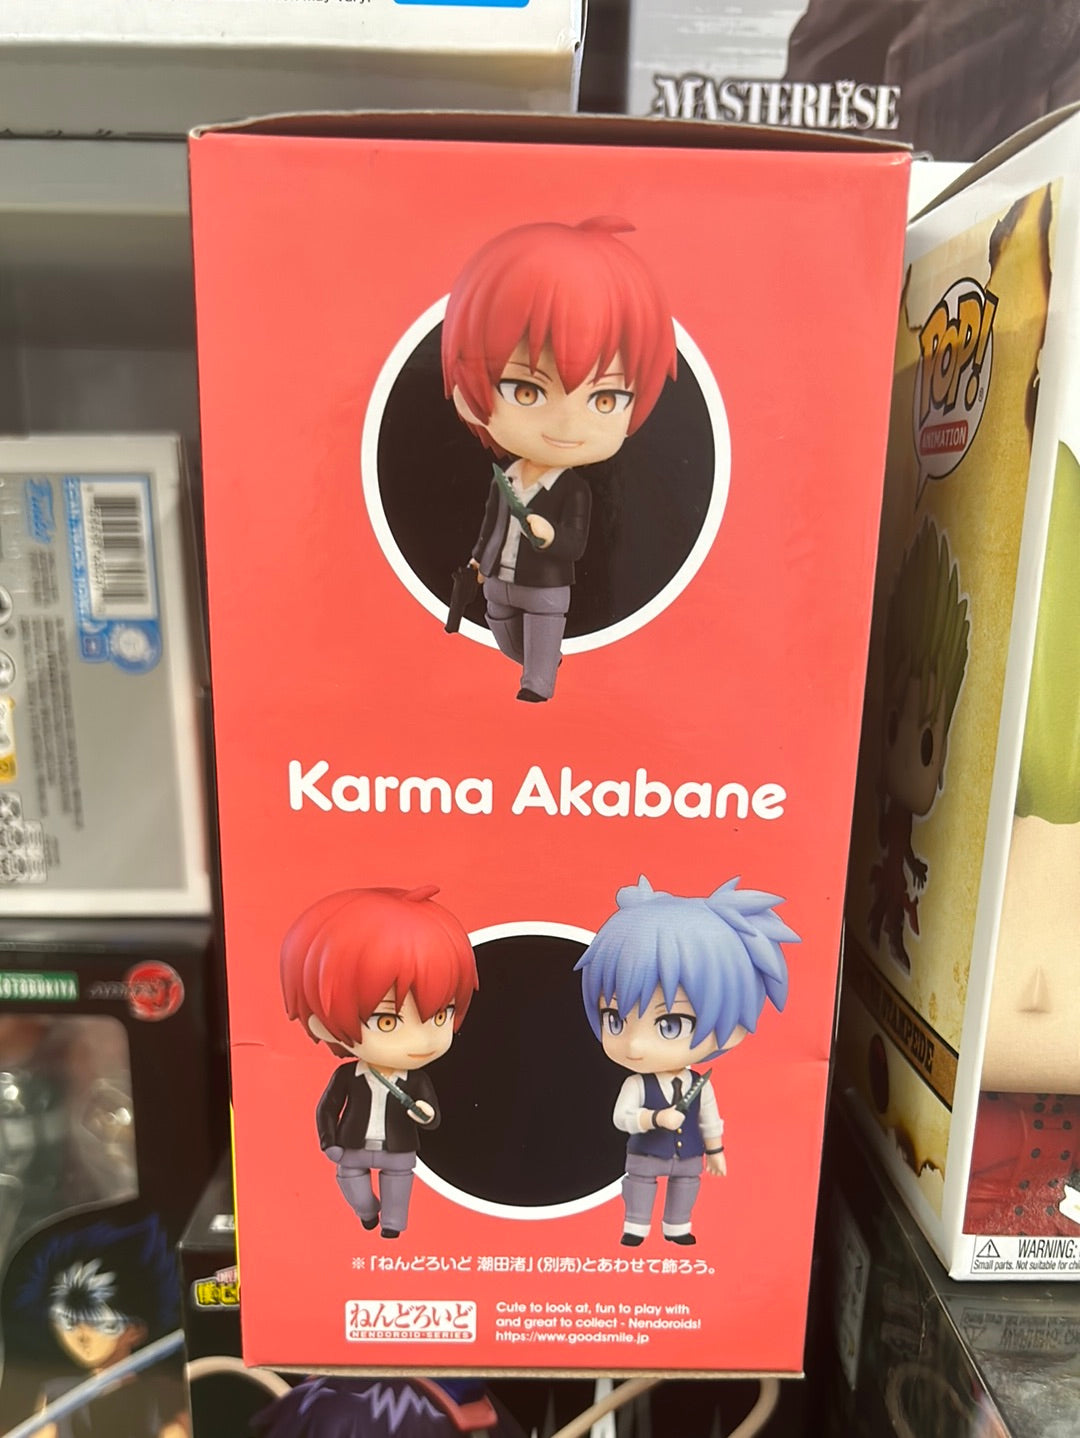 MASTERLISE
POP!
ANIMATION
Funko
Karma Akabane
KOTOBUKIYA
※「ねんどろいど 潮田渚」(別売)とあわせて飾ろう。
ねんどろいど
NENDOROID·SERIES
Cute to look at, fun to play with
and great to collect - Nendoroids!
https://www.goodsmile.jp
WARNING:
Small parts. Not suitable for